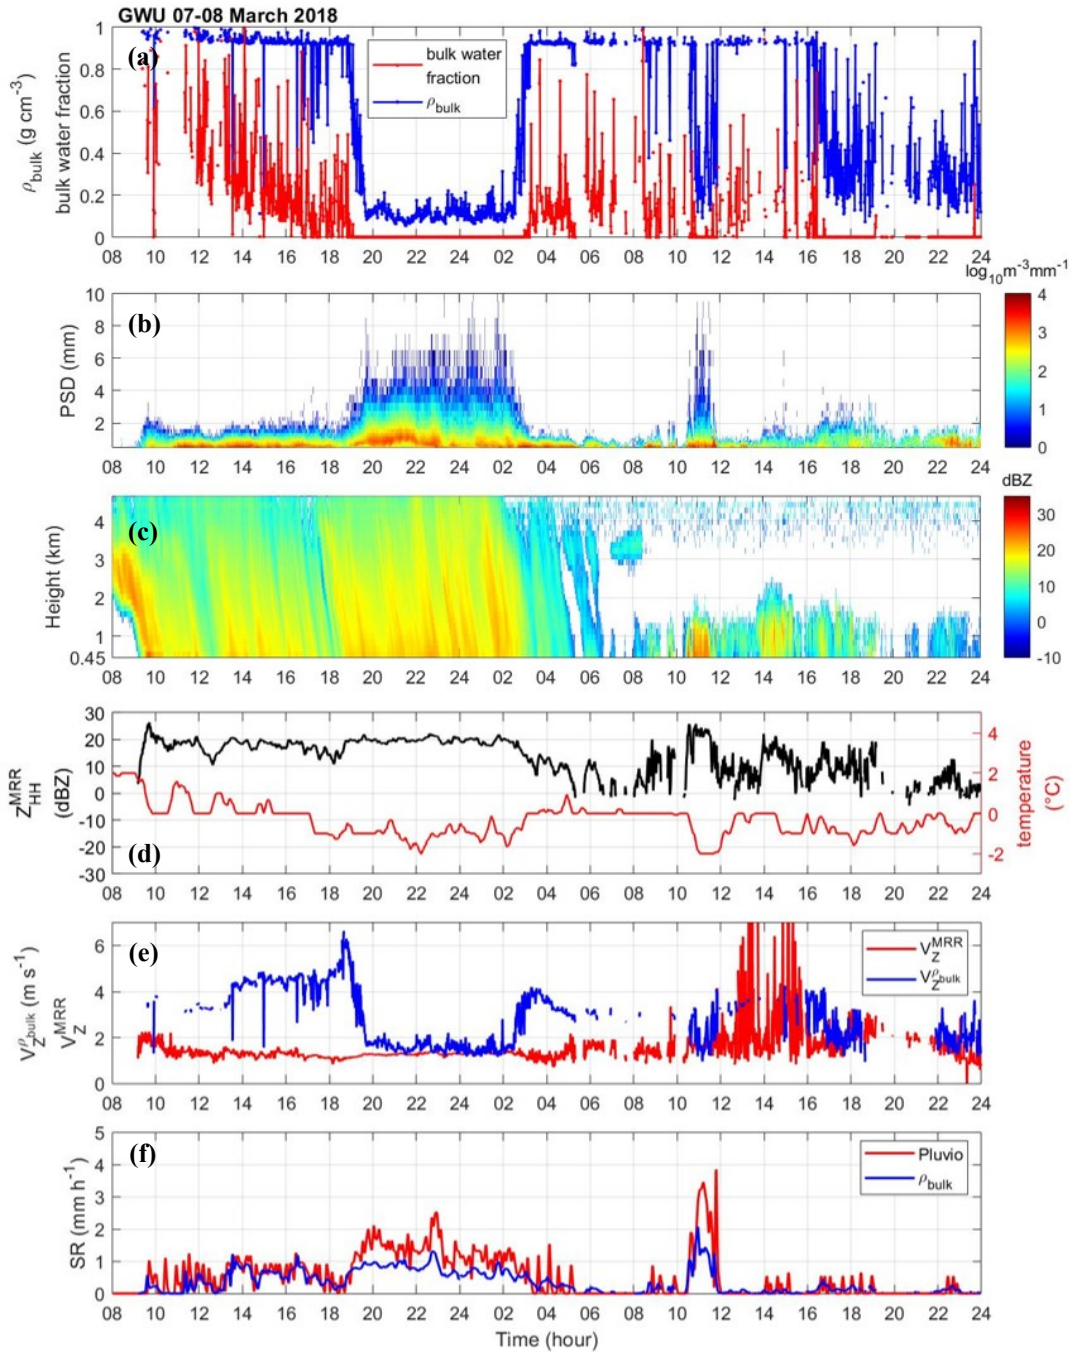 GWU 07-08 March 2018
(a)
ρbulk (g cm⁻³)
bulk water fraction
1
0.8
0.6
0.4
0.2
0
bulk water
fraction
ρbulk
08 10 12 14 16 18 20 22 24 02 04 06 08 10 12 14 16 18 20 22 24
log₁₀m⁻³mm⁻¹
(b)
PSD (mm)
10
8
6
4
2
4
3
2
1
0
08 10 12 14 16 18 20 22 24 02 04 06 08 10 12 14 16 18 20 22 24
dBZ
(c)
Height (km)
4
3
2
1
0.45
30
20
10
0
-10
08 10 12 14 16 18 20 22 24 02 04 06 08 10 12 14 16 18 20 22 24
Z_HH^MRR
(dBZ)
30
20
10
0
-10
-20
-30
(d)
4
2
0
-2
temperature
(°C)
08 10 12 14 16 18 20 22 24 02 04 06 08 10 12 14 16 18 20 22 24
(e)
V_Z^ρbulk (m s⁻¹)
V_Z^MRR
6
4
2
0
V_Z^MRR
V_Z^ρbulk
08 10 12 14 16 18 20 22 24 02 04 06 08 10 12 14 16 18 20 22 24
(f)
SR (mm h⁻¹)
5
4
3
2
1
0
Pluvio
ρbulk
08 10 12 14 16 18 20 22 24 02 04 06 08 10 12 14 16 18 20 22 24
Time (hour)